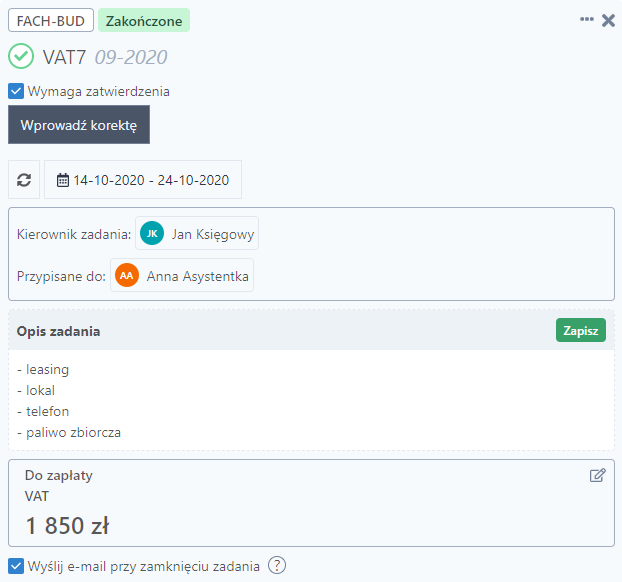 FACH-BUD Zakończone
VAT7 09-2020
Wymaga zatwierdzenia
Wprowadź korektę
14-10-2020 - 24-10-2020
Kierownik zadania: JK Jan Księgowy
Przypisane do: AA Anna Asystentka
Opis zadania Zapisz
- leasing
- lokal
- telefon
- paliwo zbiorcza
Do zapłaty
VAT
1 850 zł
Wyślij e-mail przy zamknięciu zadania ?